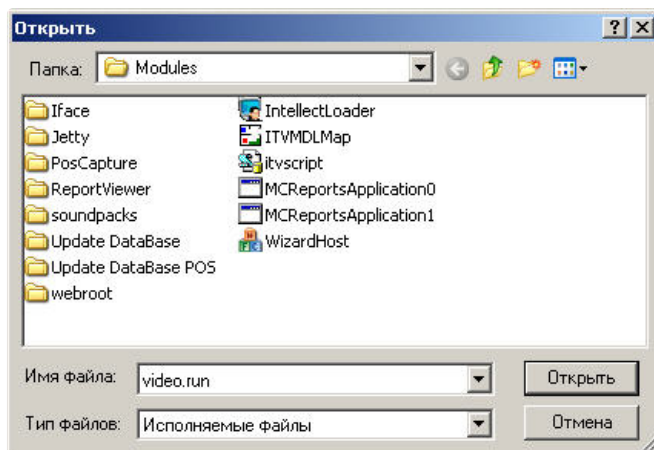 Открыть
Папка: Modules
Iface
Jetty
PosCapture
ReportViewer
soundpacks
Update DataBase
Update DataBase POS
webroot
IntellectLoader
ITVMDLMap
itvscript
MCReportsApplication0
MCReportsApplication1
WizardHost
Имя файла: video.run Открыть
Тип файлов: Исполняемые файлы Отмена